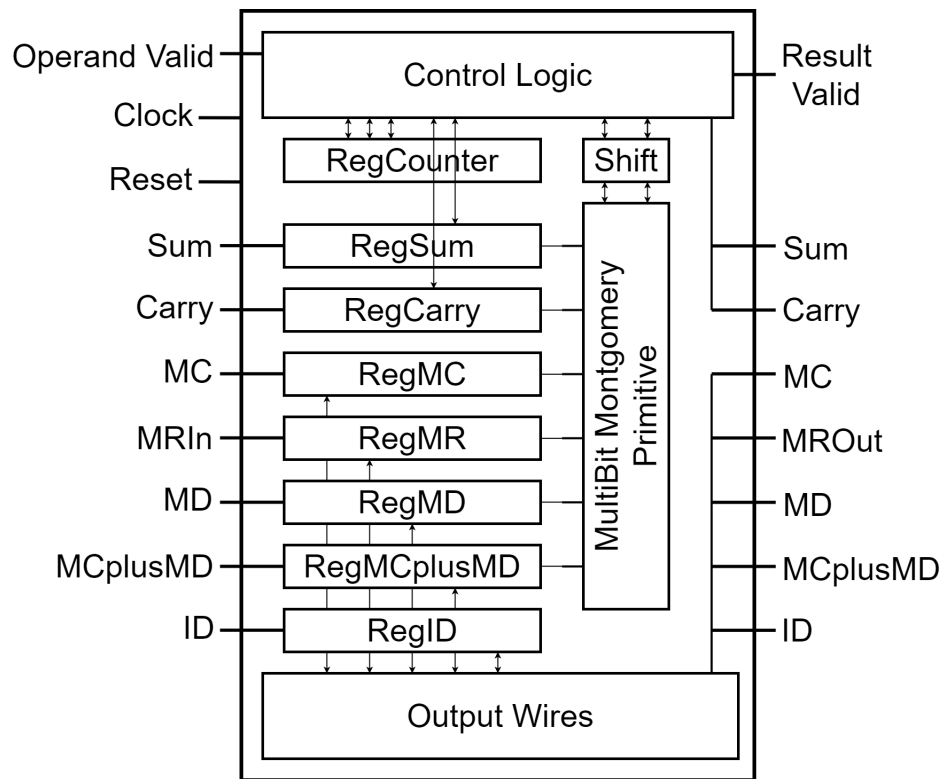 Operand Valid
Control Logic
Result
Valid
Clock
RegCounter
Shift
Reset
Sum
RegSum
Sum
Carry
RegCarry
Carry
MC
RegMC
MC
MultiBit Montgomery
Primitive
MRIn
RegMR
MROut
MD
RegMD
MD
MCplusMD
RegMCplusMD
MCplusMD
ID
RegID
ID
Output Wires